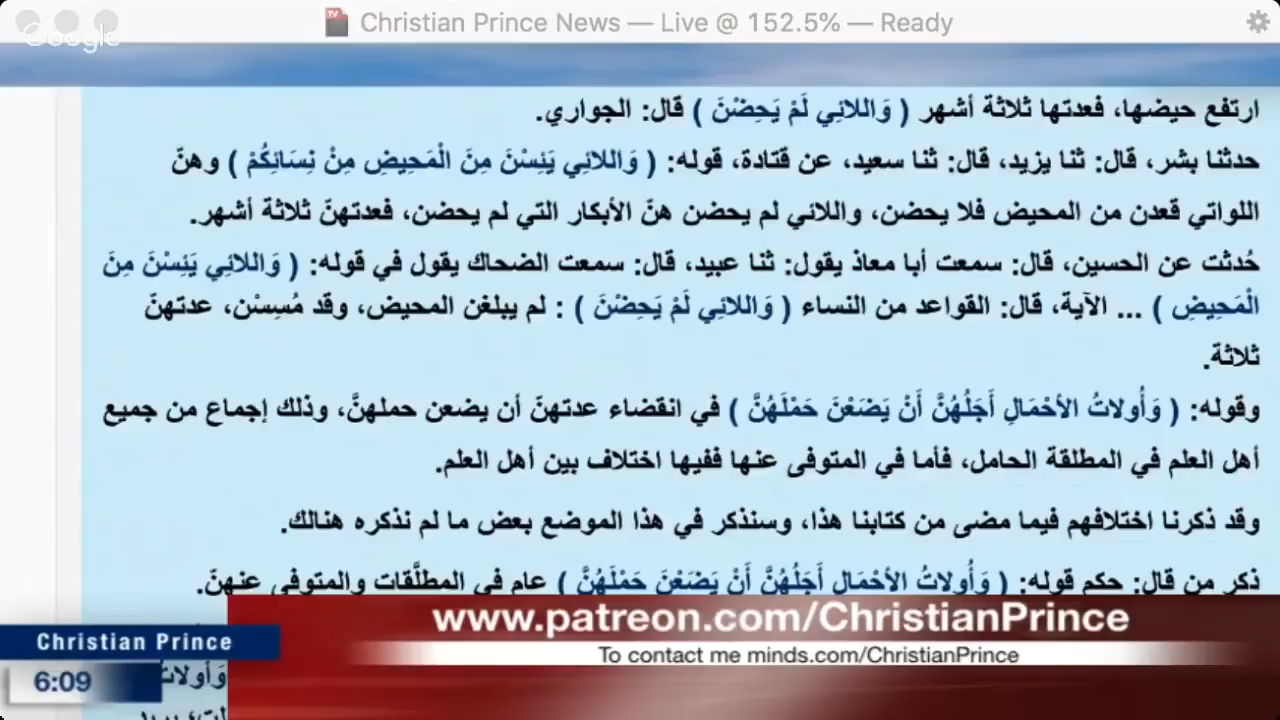 Christian Prince News — Live @ 152.5% — Ready
Google
ارتفع حيضها، فعدتها ثلاثة أشهر ( وَاللائِي لَمْ يَحِضْنَ ) قال: الجواري.
حدثنا بشر، قال: ثنا يزيد، قال: ثنا سعيد، عن قتادة، قوله: ( وَاللائِي يَئِسْنَ مِنَ الْمَحِيضِ مِنْ نِسَائِكُمْ ) وهنّ
اللواتي قعدن من المحيض فلا يحضن، واللائي لم يحضن هنّ الأبكار التي لم يحضن، فعدتهنّ ثلاثة أشهر.
حُدثت عن الحسين، قال: سمعت أبا معاذ يقول: ثنا عبيد، قال: سمعت الضحاك يقول في قوله: ( وَاللائِي يَئِسْنَ مِنَ
الْمَحِيضِ ) ... الآية، قال: القواعد من النساء ( وَاللائِي لَمْ يَحِضْنَ ) : لم يبلغن المحيض، وقد مُسِسْن، عدتهنّ
ثلاثة.
وقوله: ( وَأُولاتُ الأحْمَالِ أَجَلُهُنَّ أَنْ يَضَعْنَ حَمْلَهُنَّ ) في انقضاء عدتهنّ أن يضعن حملهنَّ، وذلك إجماع من جميع
أهل العلم في المطلقة الحامل، فأما في المتوفى عنها ففيها اختلاف بين أهل العلم.
وقد ذكرنا اختلافهم فيما مضى من كتابنا هذا، وسنذكر في هذا الموضع بعض ما لم نذكره هنالك.
ذكر من قال: حكم قوله: ( وَأُولاتُ الأحْمَالِ أَجَلُهُنَّ أَنْ يَضَعْنَ حَمْلَهُنَّ ) عام في المطلَّقات والمتوفى عنهنّ.
www.patreon.com/ChristianPrince
Christian Prince
To contact me minds.com/ChristianPrince
6:09
وَأُولاتُ